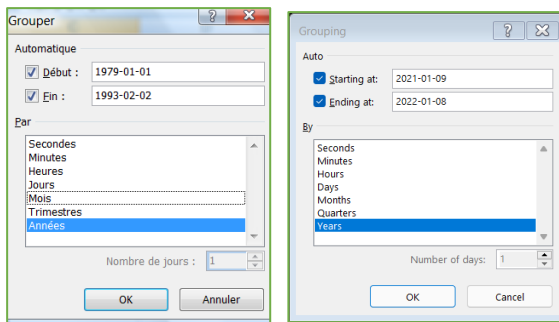 Grouper
Automatique
Début : 1979-01-01
Fin : 1993-02-02
Par
Secondes
Minutes
Heures
Jours
Mois
Trimestres
Années
Nombre de jours : 1
OK Annuler
Grouping
Auto
Starting at: 2021-01-09
Ending at: 2022-01-08
By
Seconds
Minutes
Hours
Days
Months
Quarters
Years
Number of days: 1
OK Cancel